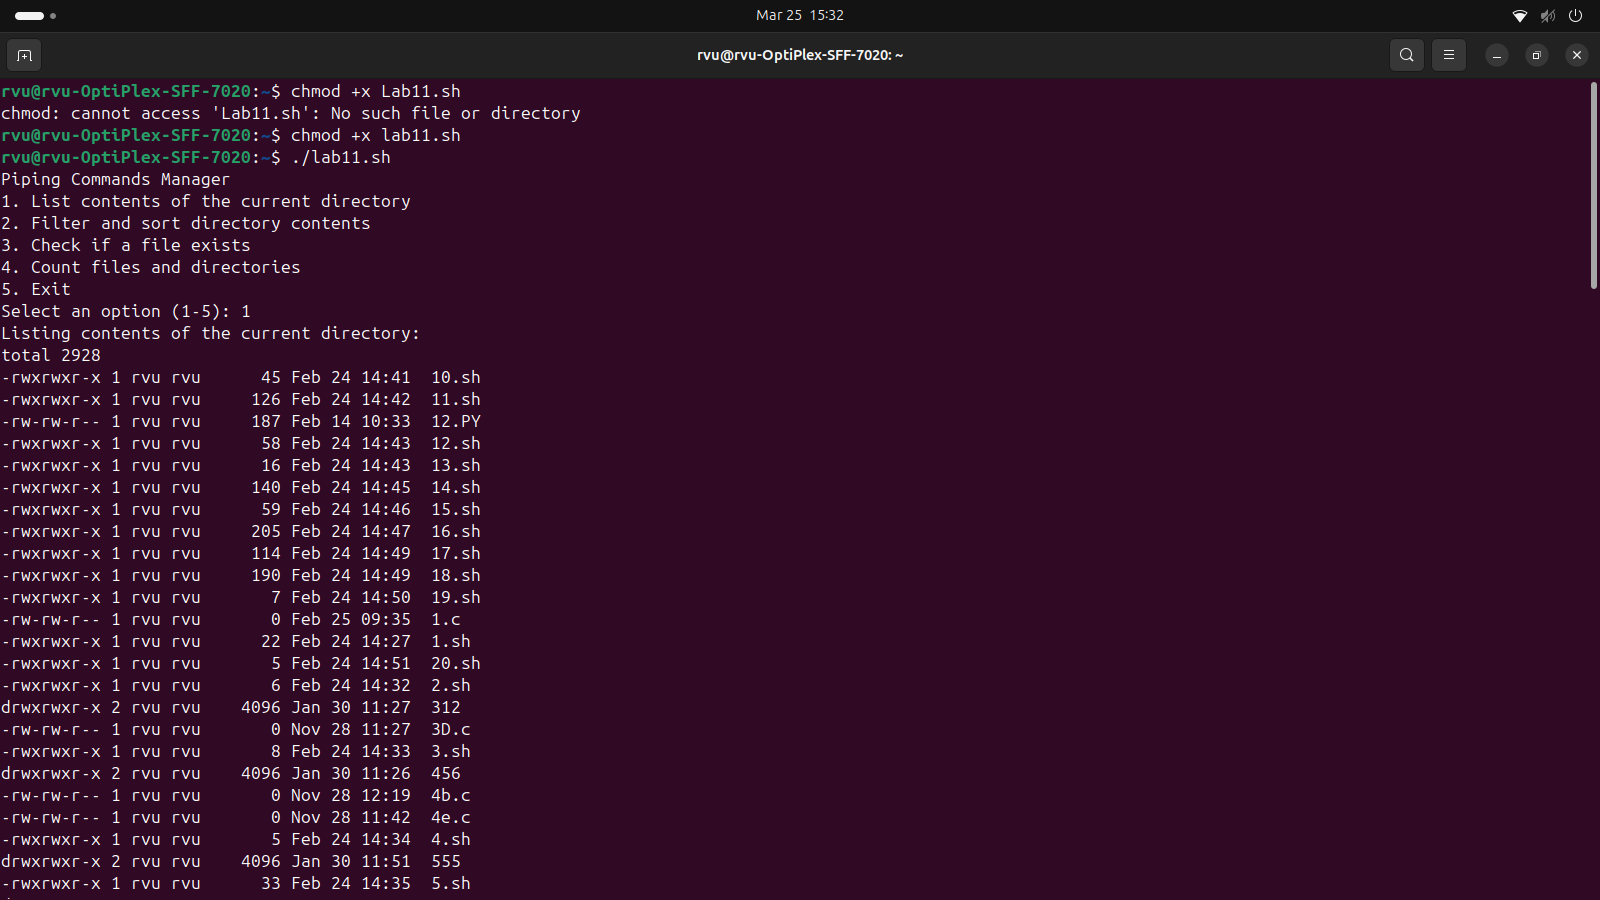 Mar 25  15:32
rvu@rvu-OptiPlex-SFF-7020: ~
rvu@rvu-OptiPlex-SFF-7020:~$ chmod +x Lab11.sh
chmod: cannot access 'Lab11.sh': No such file or directory
rvu@rvu-OptiPlex-SFF-7020:~$ chmod +x lab11.sh
rvu@rvu-OptiPlex-SFF-7020:~$ ./lab11.sh
Piping Commands Manager
1. List contents of the current directory
2. Filter and sort directory contents
3. Check if a file exists
4. Count files and directories
5. Exit
Select an option (1-5): 1
Listing contents of the current directory:
total 2928
-rwxrwxr-x 1 rvu rvu      45 Feb 24 14:41  10.sh
-rwxrwxr-x 1 rvu rvu     126 Feb 24 14:42  11.sh
-rw-rw-r-- 1 rvu rvu     187 Feb 14 10:33  12.PY
-rwxrwxr-x 1 rvu rvu      58 Feb 24 14:43  12.sh
-rwxrwxr-x 1 rvu rvu      16 Feb 24 14:43  13.sh
-rwxrwxr-x 1 rvu rvu     140 Feb 24 14:45  14.sh
-rwxrwxr-x 1 rvu rvu      59 Feb 24 14:46  15.sh
-rwxrwxr-x 1 rvu rvu     205 Feb 24 14:47  16.sh
-rwxrwxr-x 1 rvu rvu     114 Feb 24 14:49  17.sh
-rwxrwxr-x 1 rvu rvu     190 Feb 24 14:49  18.sh
-rwxrwxr-x 1 rvu rvu       7 Feb 24 14:50  19.sh
-rw-rw-r-- 1 rvu rvu       0 Feb 25 09:35  1.c
-rwxrwxr-x 1 rvu rvu      22 Feb 24 14:27  1.sh
-rwxrwxr-x 1 rvu rvu       5 Feb 24 14:51  20.sh
-rwxrwxr-x 1 rvu rvu       6 Feb 24 14:32  2.sh
drwxrwxr-x 2 rvu rvu    4096 Jan 30 11:27  312
-rw-rw-r-- 1 rvu rvu       0 Nov 28 11:27  3D.c
-rwxrwxr-x 1 rvu rvu       8 Feb 24 14:33  3.sh
drwxrwxr-x 2 rvu rvu    4096 Jan 30 11:26  456
-rw-rw-r-- 1 rvu rvu       0 Nov 28 12:19  4b.c
-rw-rw-r-- 1 rvu rvu       0 Nov 28 11:42  4e.c
-rwxrwxr-x 1 rvu rvu       5 Feb 24 14:34  4.sh
drwxrwxr-x 2 rvu rvu    4096 Jan 30 11:51  555
-rwxrwxr-x 1 rvu rvu      33 Feb 24 14:35  5.sh